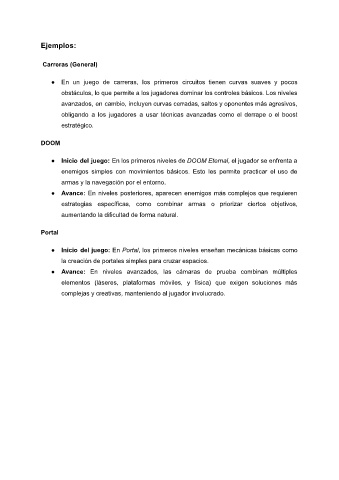 Ejemplos:
Carreras (General)
● En un juego de carreras, los primeros circuitos tienen curvas suaves y pocos
obstáculos, lo que permite a los jugadores dominar los controles básicos. Los niveles
avanzados, en cambio, incluyen curvas cerradas, saltos y oponentes más agresivos,
obligando a los jugadores a usar técnicas avanzadas como el derrape o el boost
estratégico.
DOOM
● Inicio del juego: En los primeros niveles de DOOM Eternal, el jugador se enfrenta a
enemigos simples con movimientos básicos. Esto les permite practicar el uso de
armas y la navegación por el entorno.
● Avance: En niveles posteriores, aparecen enemigos más complejos que requieren
estrategias específicas, como combinar armas o priorizar ciertos objetivos,
aumentando la dificultad de forma natural.
Portal
● Inicio del juego: En Portal, los primeros niveles enseñan mecánicas básicas como
la creación de portales simples para cruzar espacios.
● Avance: En niveles avanzados, las cámaras de prueba combinan múltiples
elementos (láseres, plataformas móviles, y física) que exigen soluciones más
complejas y creativas, manteniendo al jugador involucrado.